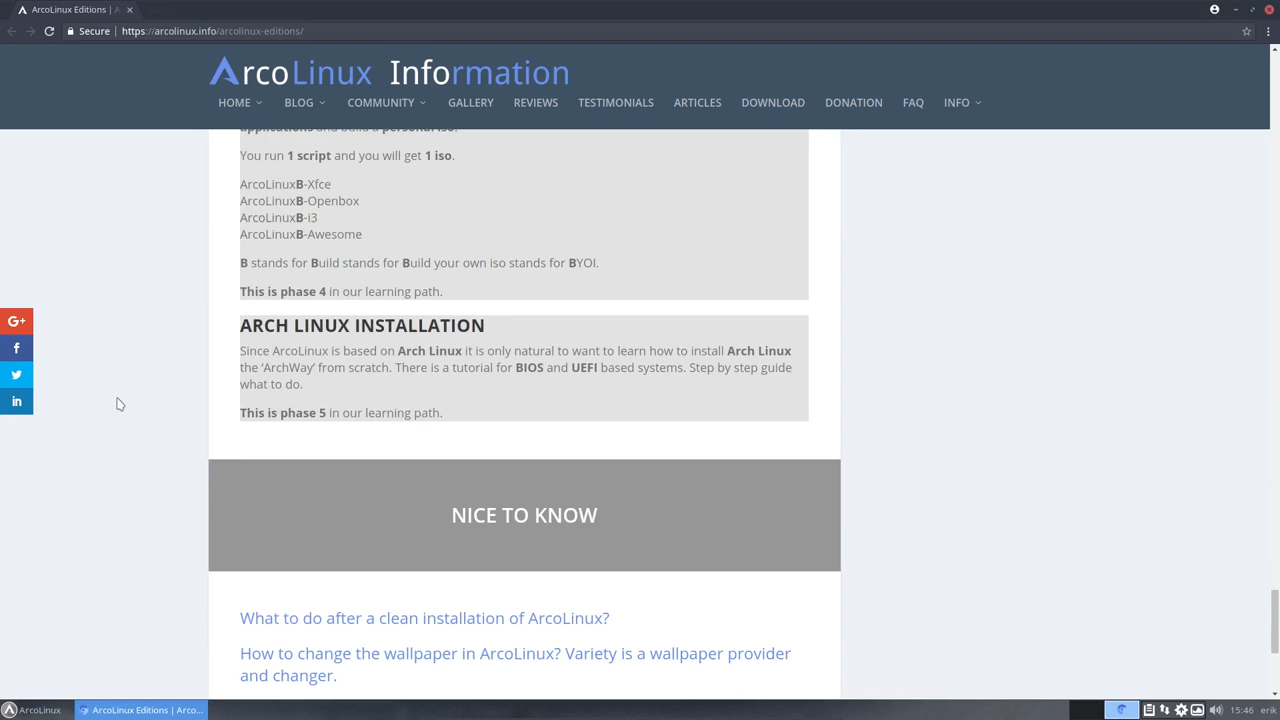 ArcoLinux Editions | A
Secure | https://arcolinux.info/arcolinux-editions/
ArcoLinux Information
HOME BLOG COMMUNITY GALLERY REVIEWS TESTIMONIALS ARTICLES DOWNLOAD DONATION FAQ INFO
applications and build a personal iso.
You run 1 script and you will get 1 iso.
ArcoLinuxB-Xfce
ArcoLinuxB-Openbox
ArcoLinuxB-i3
ArcoLinuxB-Awesome
B stands for Build stands for Build your own iso stands for BYOI.
This is phase 4 in our learning path.
ARCH LINUX INSTALLATION
Since ArcoLinux is based on Arch Linux it is only natural to want to learn how to install Arch Linux
the ‘ArchWay’ from scratch. There is a tutorial for BIOS and UEFI based systems. Step by step guide
what to do.
This is phase 5 in our learning path.
G+
f
in
NICE TO KNOW
What to do after a clean installation of ArcoLinux?
How to change the wallpaper in ArcoLinux? Variety is a wallpaper provider
and changer.
ArcoLinux
ArcoLinux Editions | Arco...
15:46 erik